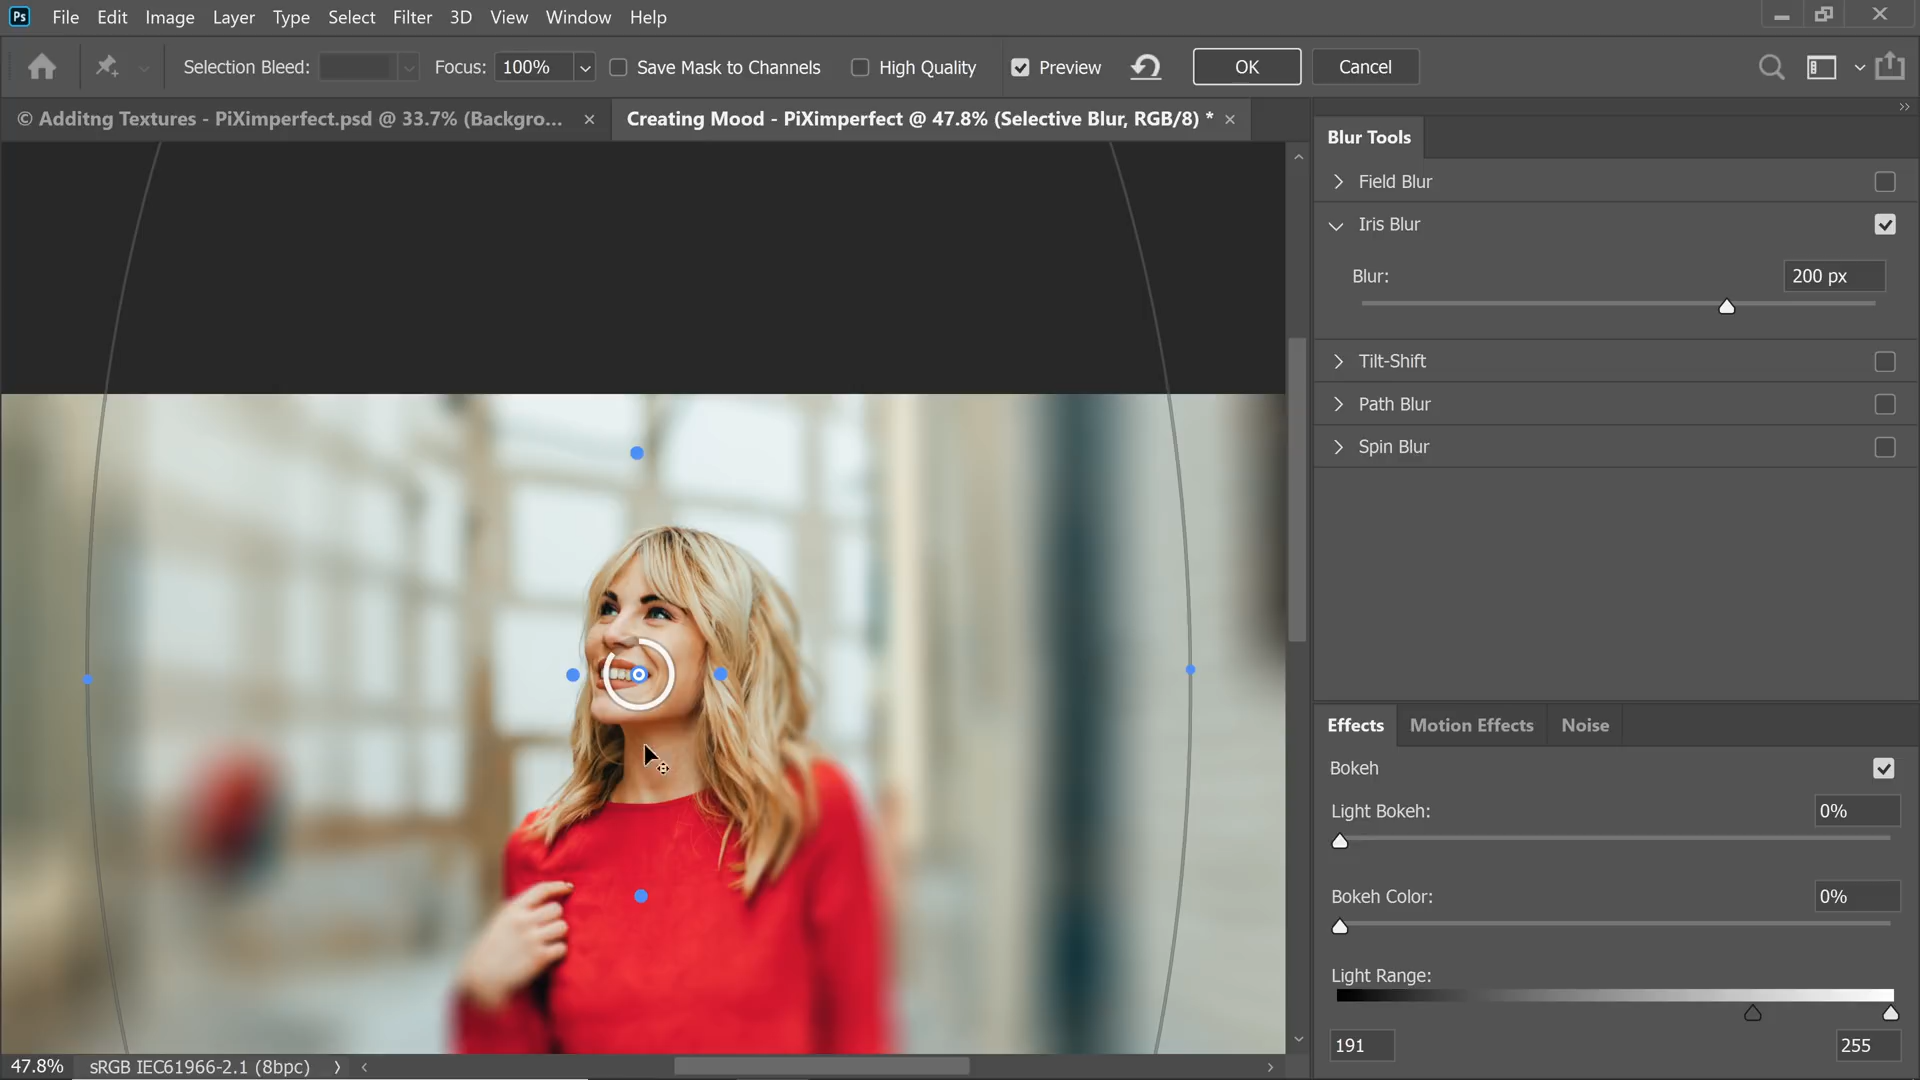 Ps File Edit Image Layer Type Select Filter 3D View Window Help
Selection Bleed: Focus: 100% Save Mask to Channels High Quality Preview OK Cancel
© Additng Textures - PiXimperfect.psd @ 33.7% (Backgro... × Creating Mood - PiXimperfect @ 47.8% (Selective Blur, RGB/8) * ×
Blur Tools
Field Blur
Iris Blur
Blur: 200 px
Tilt-Shift
Path Blur
Spin Blur
Effects Motion Effects Noise
Bokeh
Light Bokeh: 0%
Bokeh Color: 0%
Light Range:
191 255
47.8% sRGB IEC61966-2.1 (8bpc)